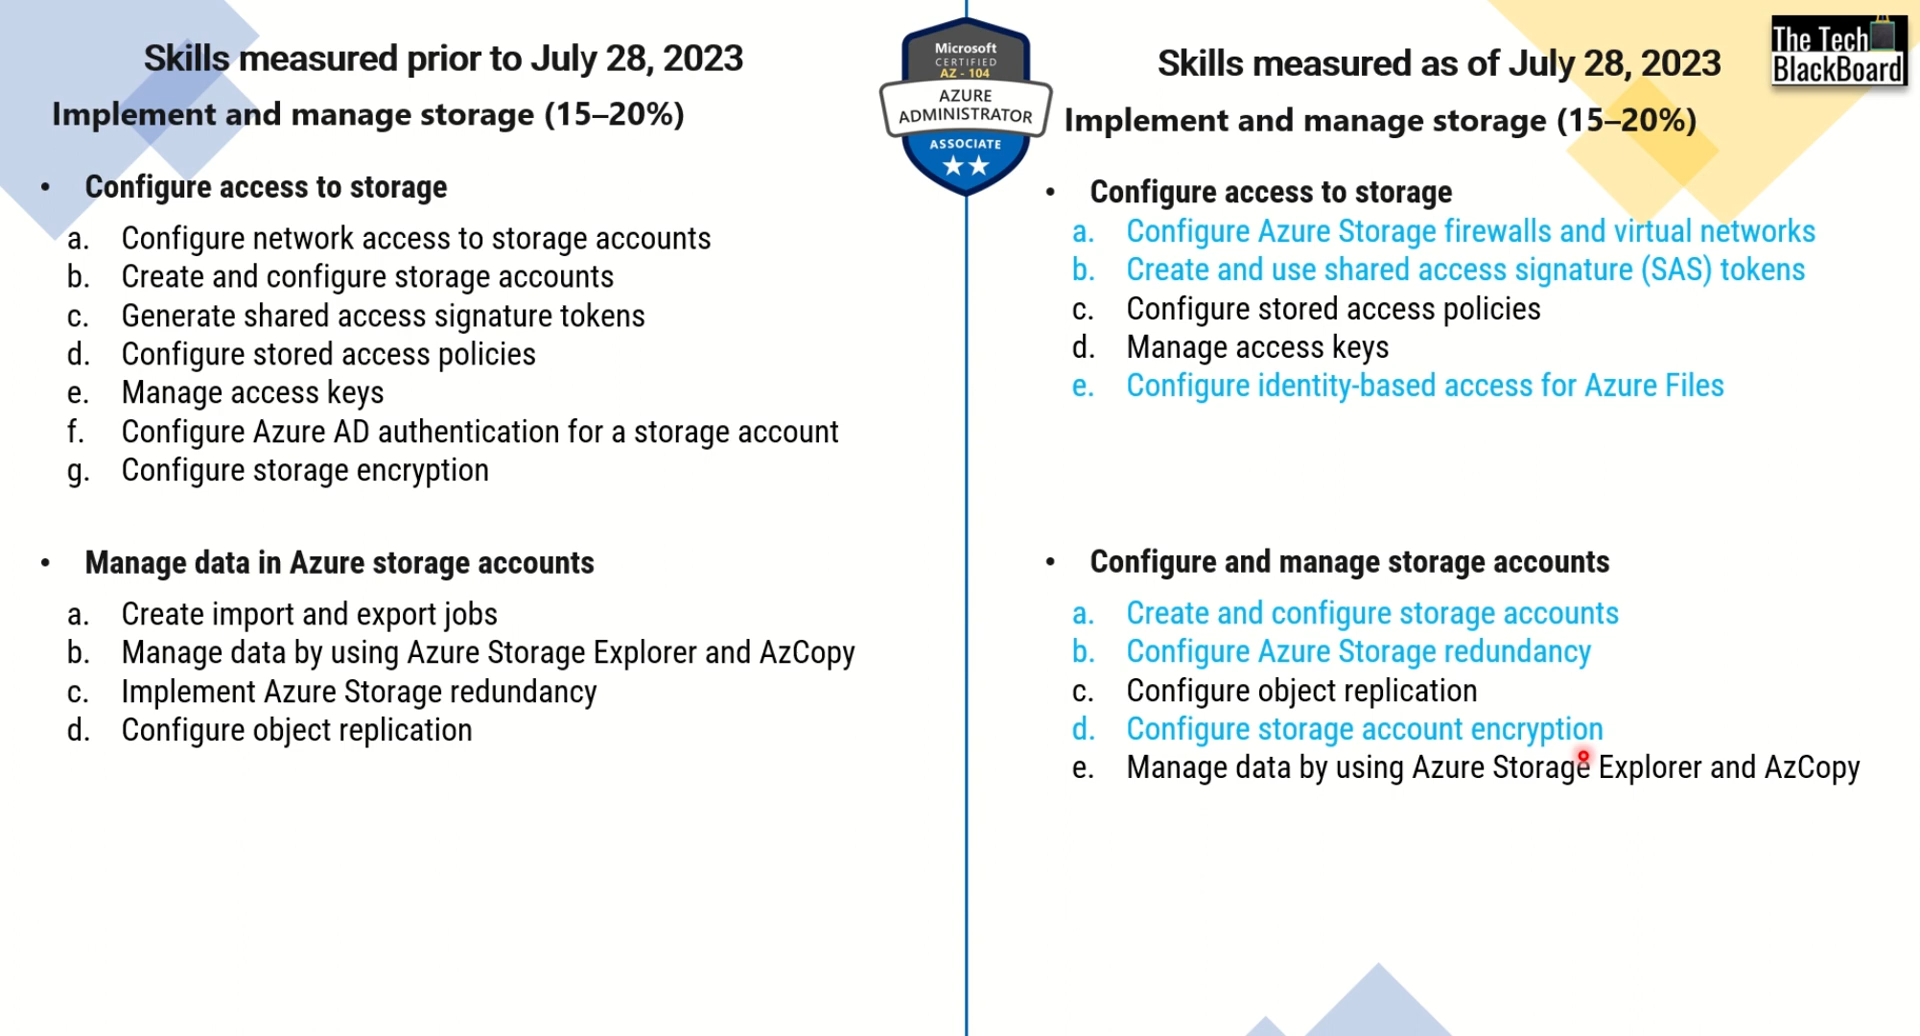 Skills measured prior to July 28, 2023
Implement and manage storage (15–20%)
• Configure access to storage
a. Configure network access to storage accounts
b. Create and configure storage accounts
c. Generate shared access signature tokens
d. Configure stored access policies
e. Manage access keys
f. Configure Azure AD authentication for a storage account
g. Configure storage encryption
• Manage data in Azure storage accounts
a. Create import and export jobs
b. Manage data by using Azure Storage Explorer and AzCopy
c. Implement Azure Storage redundancy
d. Configure object replication
Microsoft
CERTIFIED
AZ - 104
AZURE
ADMINISTRATOR
ASSOCIATE
Skills measured as of July 28, 2023
The Tech
BlackBoard
Implement and manage storage (15–20%)
• Configure access to storage
a. Configure Azure Storage firewalls and virtual networks
b. Create and use shared access signature (SAS) tokens
c. Configure stored access policies
d. Manage access keys
e. Configure identity-based access for Azure Files
• Configure and manage storage accounts
a. Create and configure storage accounts
b. Configure Azure Storage redundancy
c. Configure object replication
d. Configure storage account encryption
e. Manage data by using Azure Storage Explorer and AzCopy